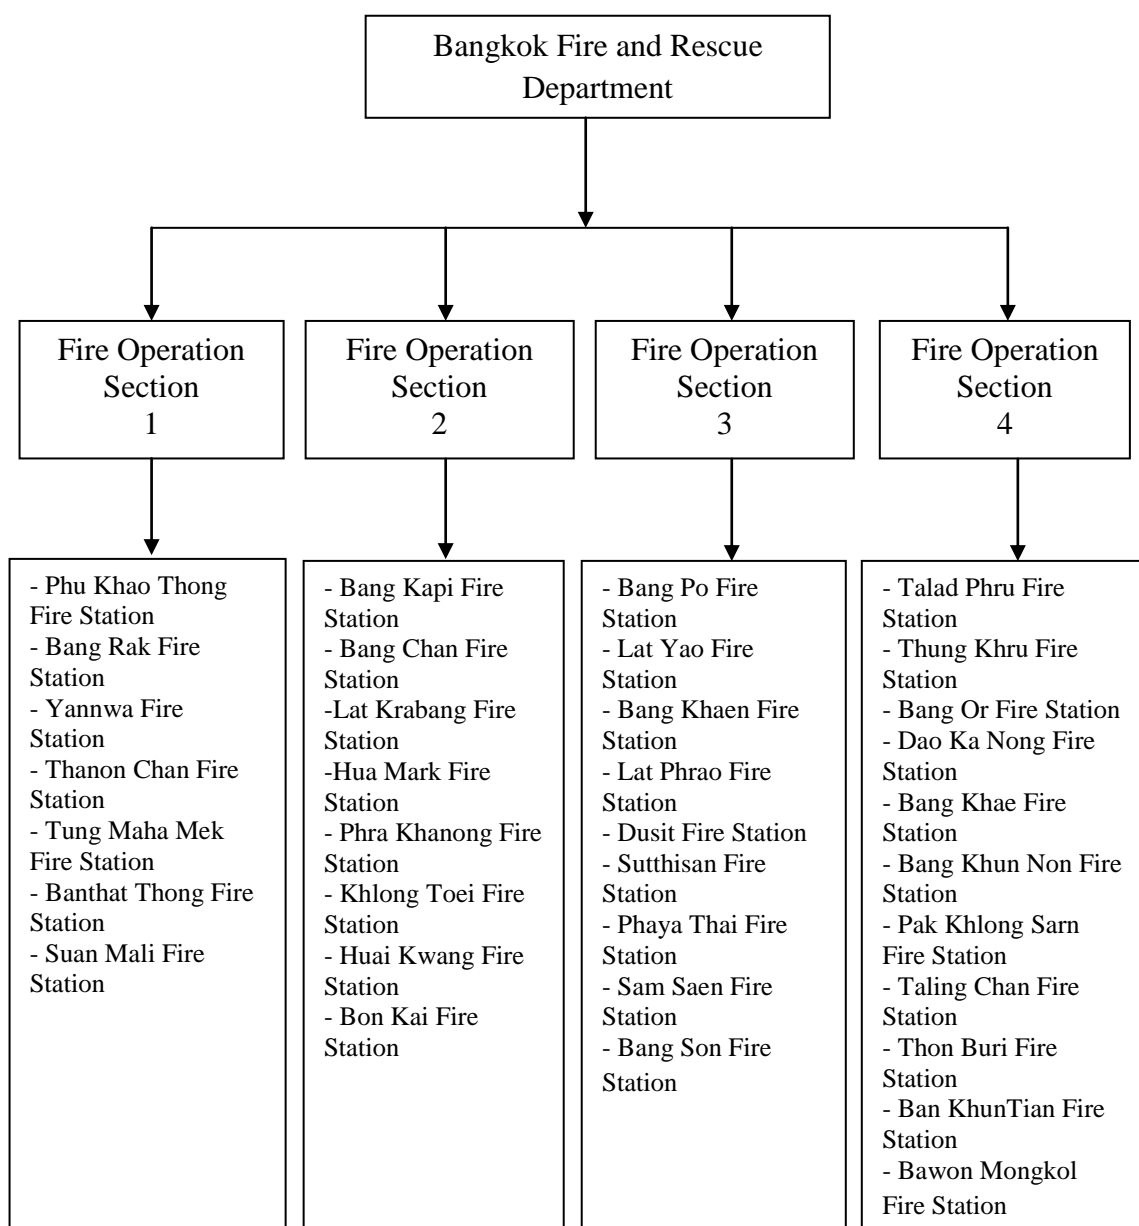 Bangkok Fire and Rescue
Department
Fire Operation
Section
1
Fire Operation
Section
2
Fire Operation
Section
3
Fire Operation
Section
4
- Phu Khao Thong
Fire Station
- Bang Rak Fire
Station
- Yannwa Fire
Station
- Thanon Chan Fire
Station
- Tung Maha Mek
Fire Station
- Banthat Thong Fire
Station
- Suan Mali Fire
Station
- Bang Kapi Fire
Station
- Bang Chan Fire
Station
-Lat Krabang Fire
Station
-Hua Mark Fire
Station
- Phra Khanong Fire
Station
- Khlong Toei Fire
Station
- Huai Kwang Fire
Station
- Bon Kai Fire
Station
- Bang Po Fire
Station
- Lat Yao Fire
Station
- Bang Khaen Fire
Station
- Lat Phrao Fire
Station
- Dusit Fire Station
- Sutthisan Fire
Station
- Phaya Thai Fire
Station
- Sam Saen Fire
Station
- Bang Son Fire
Station
- Talad Phru Fire
Station
- Thung Khru Fire
Station
- Bang Or Fire Station
- Dao Ka Nong Fire
Station
- Bang Khae Fire
Station
- Bang Khun Non Fire
Station
- Pak Khlong Sarn
Fire Station
- Taling Chan Fire
Station
- Thon Buri Fire
Station
- Ban KhunTian Fire
Station
- Bawon Mongkol
Fire Station